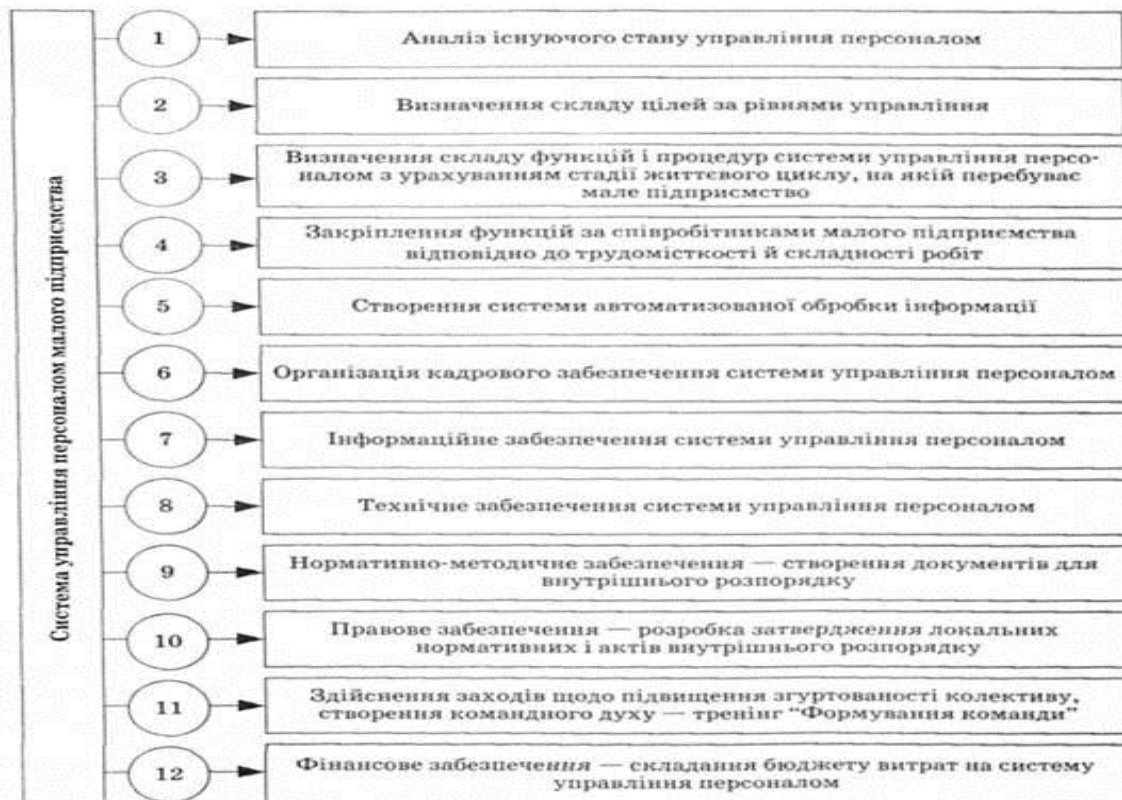 Система управління персоналом малого підприємства
1
Аналіз існуючого стану управління персоналом
2
Визначення складу цілей за рівнями управління
3
Визначення складу функцій і процедур системи управління персо-
налом з урахуванням стадії життєвого циклу, на якій перебуває
мале підприємство
4
Закріплення функцій за співробітниками малого підприємства
відповідно до трудомісткості й складності робіт
5
Створення системи автоматизованої обробки інформації
6
Організація кадрового забезпечення системи управління персоналом
7
Інформаційне забезпечення системи управління персоналом
8
Технічне забезпечення системи управління персоналом
9
Нормативно-методичне забезпечення — створення документів для
внутрішнього розпорядку
10
Правове забезпечення — розробка затвердження локальних
нормативних і актів внутрішнього розпорядку
11
Здійснення заходів щодо підвищення згуртованості колективу,
створення командного духу — тренінг “Формування команди”
12
Фінансове забезпечення — складання бюджету витрат на систему
управління персоналом